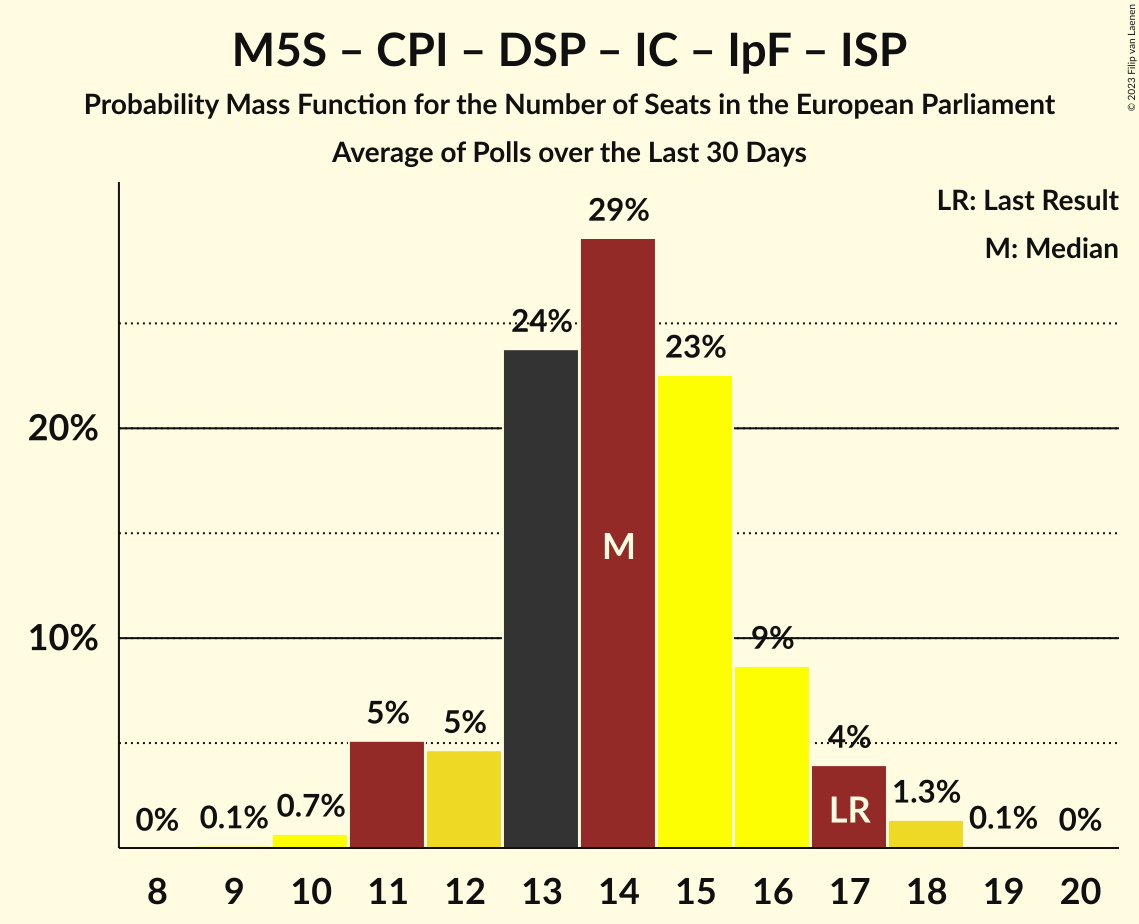 M5S – CPI – DSP – IC – IpF – ISP
Probability Mass Function for the Number of Seats in the European Parliament
Average of Polls over the Last 30 Days
© 2023 Filip van Laenen
LR: Last Result
M: Median
29%
24%
23%
20%
M
10%
9%
5%
5%
4%
LR
0%
0.1%
0.7%
1.3%
0.1%
0%
8 9 10 11 12 13 14 15 16 17 18 19 20